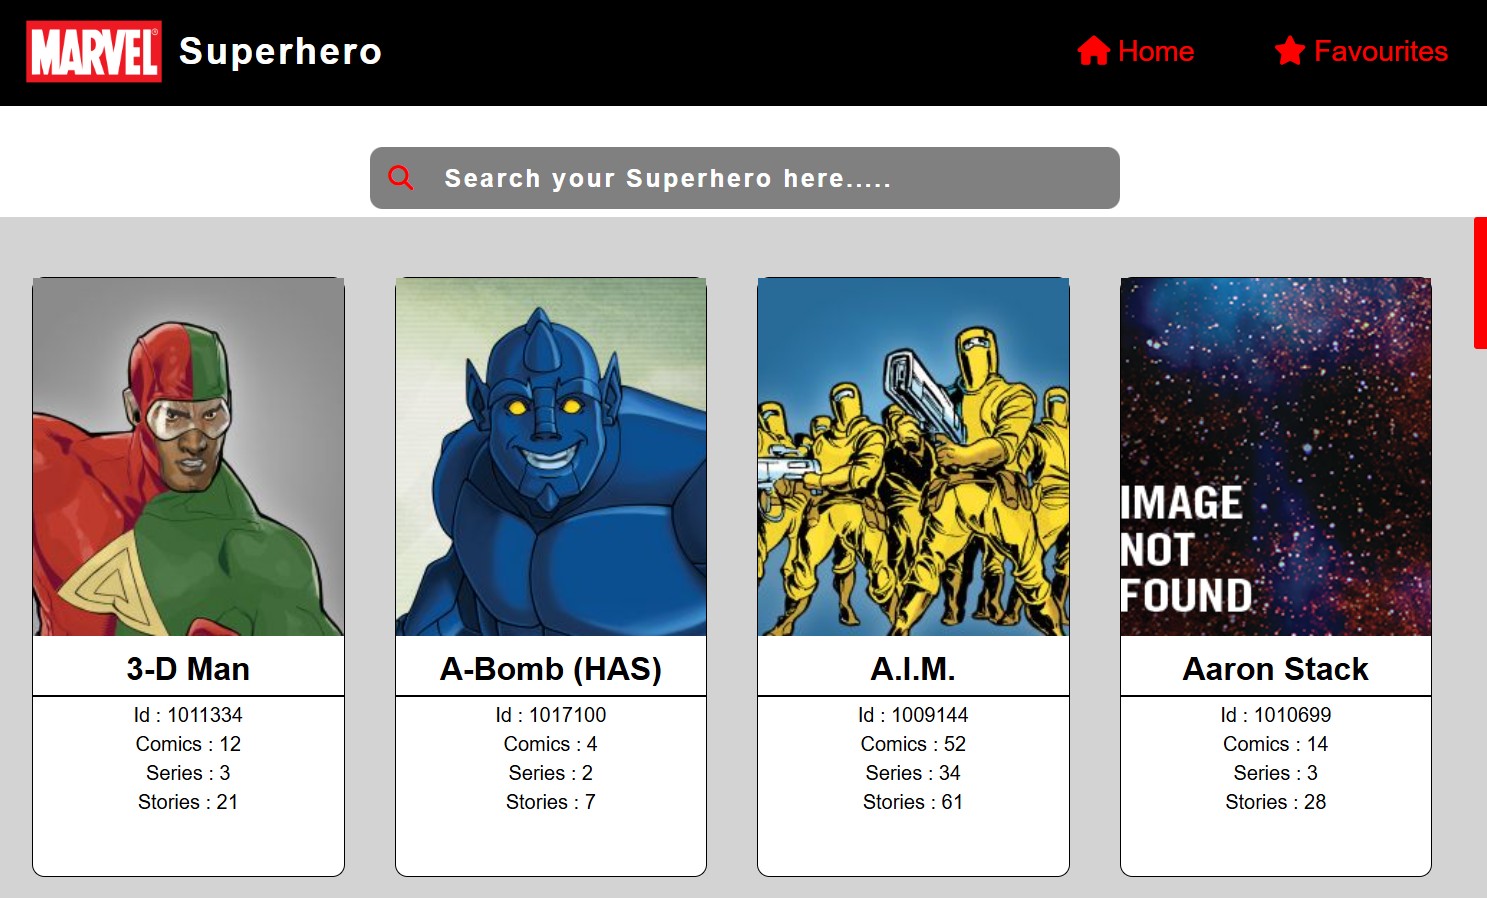 MARVEL® Superhero
Home
Favourites
Search your Superhero here.....
3-D Man
Id : 1011334
Comics : 12
Series : 3
Stories : 21
A-Bomb (HAS)
Id : 1017100
Comics : 4
Series : 2
Stories : 7
A.I.M.
Id : 1009144
Comics : 52
Series : 34
Stories : 61
IMAGE
NOT
FOUND
Aaron Stack
Id : 1010699
Comics : 14
Series : 3
Stories : 28